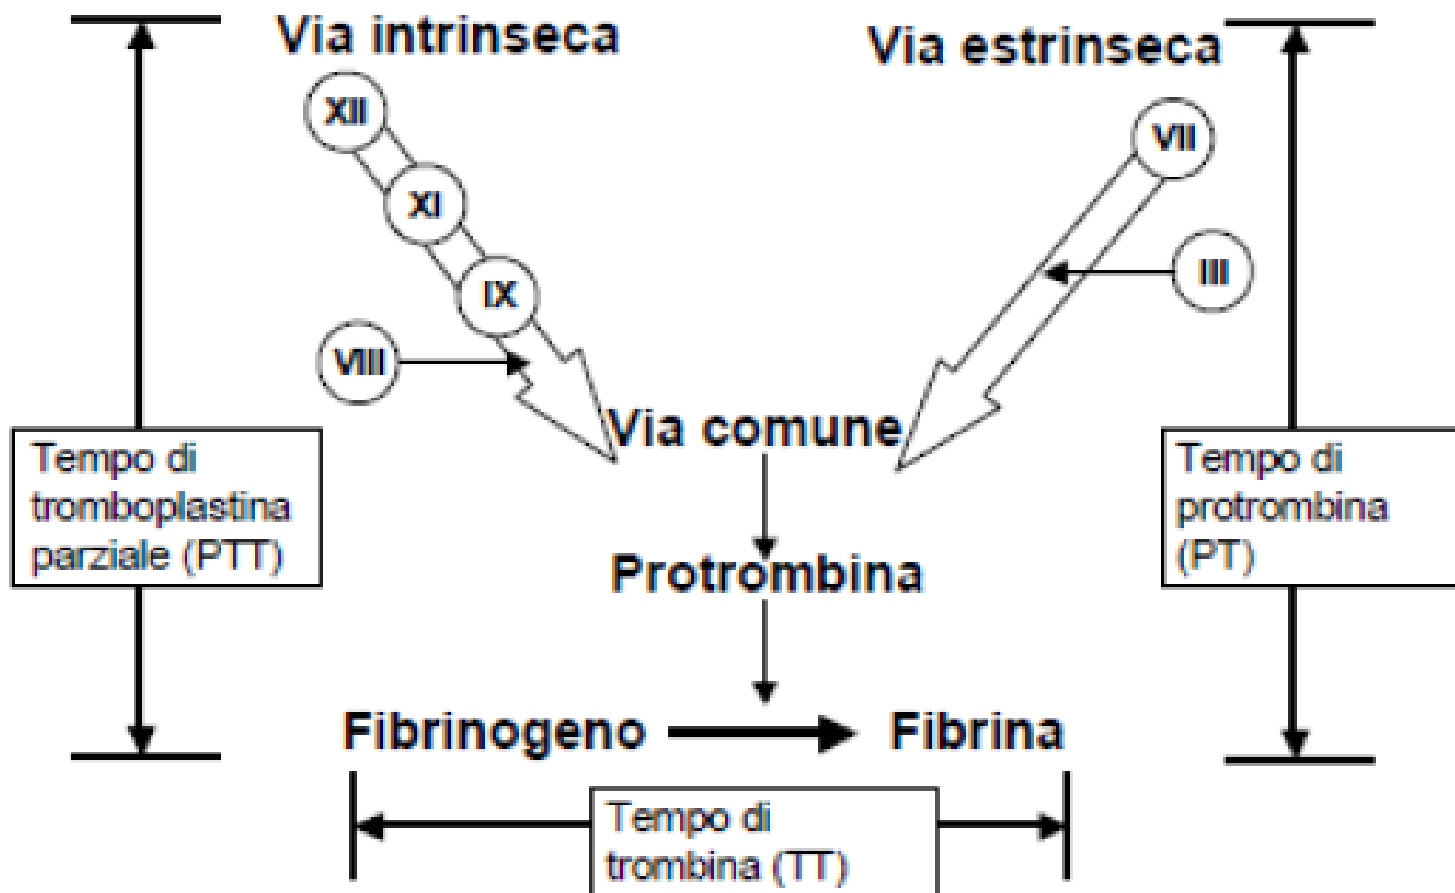 Via intrinseca
Via estrinseca
XII
VII
XI
III
IX
VIII
Via comune
Tempo di
tromboplastina
parziale (PTT)
Tempo di
protrombina
(PT)
Protrombina
Fibrinogeno
Fibrina
Tempo di
trombina (TT)